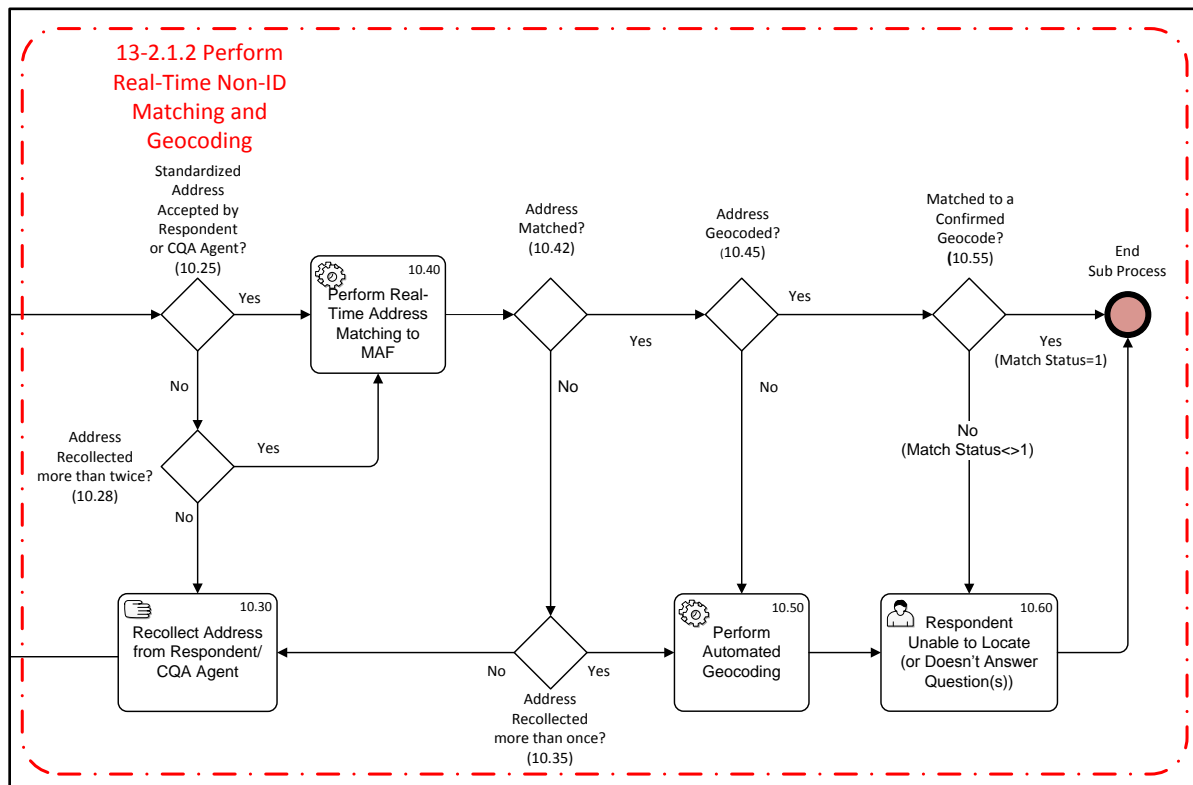 13-2.1.2 Perform
Real-Time Non-ID
Matching and
Geocoding
Standardized
Address
Accepted by
Respondent
or CQA Agent?
(10.25)
Yes
No
10.40
Perform Real-
Time Address
Matching to
MAF
Address
Matched?
(10.42)
Yes
No
Address
Geocoded?
(10.45)
Yes
No
Matched to a
Confirmed
Geocode?
(10.55)
Yes
(Match Status=1)
No
(Match Status<>1)
End
Sub Process
Address
Recollected
more than twice?
(10.28)
Yes
No
10.30
Recollect Address
from Respondent/
CQA Agent
No
Yes
Address
Recollected
more than once?
(10.35)
10.50
Perform
Automated
Geocoding
10.60
Respondent
Unable to Locate
(or Doesn't Answer
Question(s))